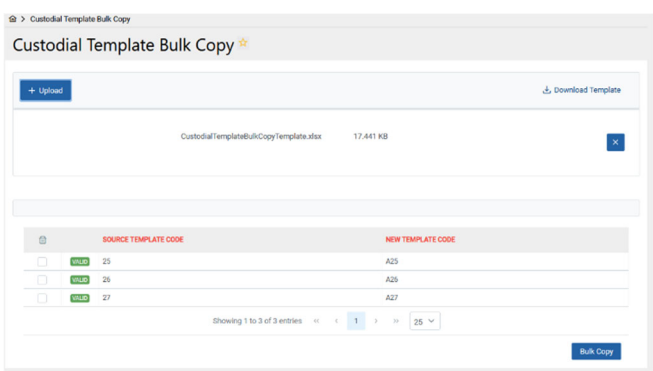 > Custodial Template Bulk Copy
Custodial Template Bulk Copy
+ Upload
Download Template
CustodialTemplateBulkCopyTemplate.xlsx 17.441 KB
×
SOURCE TEMPLATE CODE NEW TEMPLATE CODE
VALID 25 A25
VALID 26 A26
VALID 27 A27
Showing 1 to 3 of 3 entries « ‹ 1 › » 25
Bulk Copy